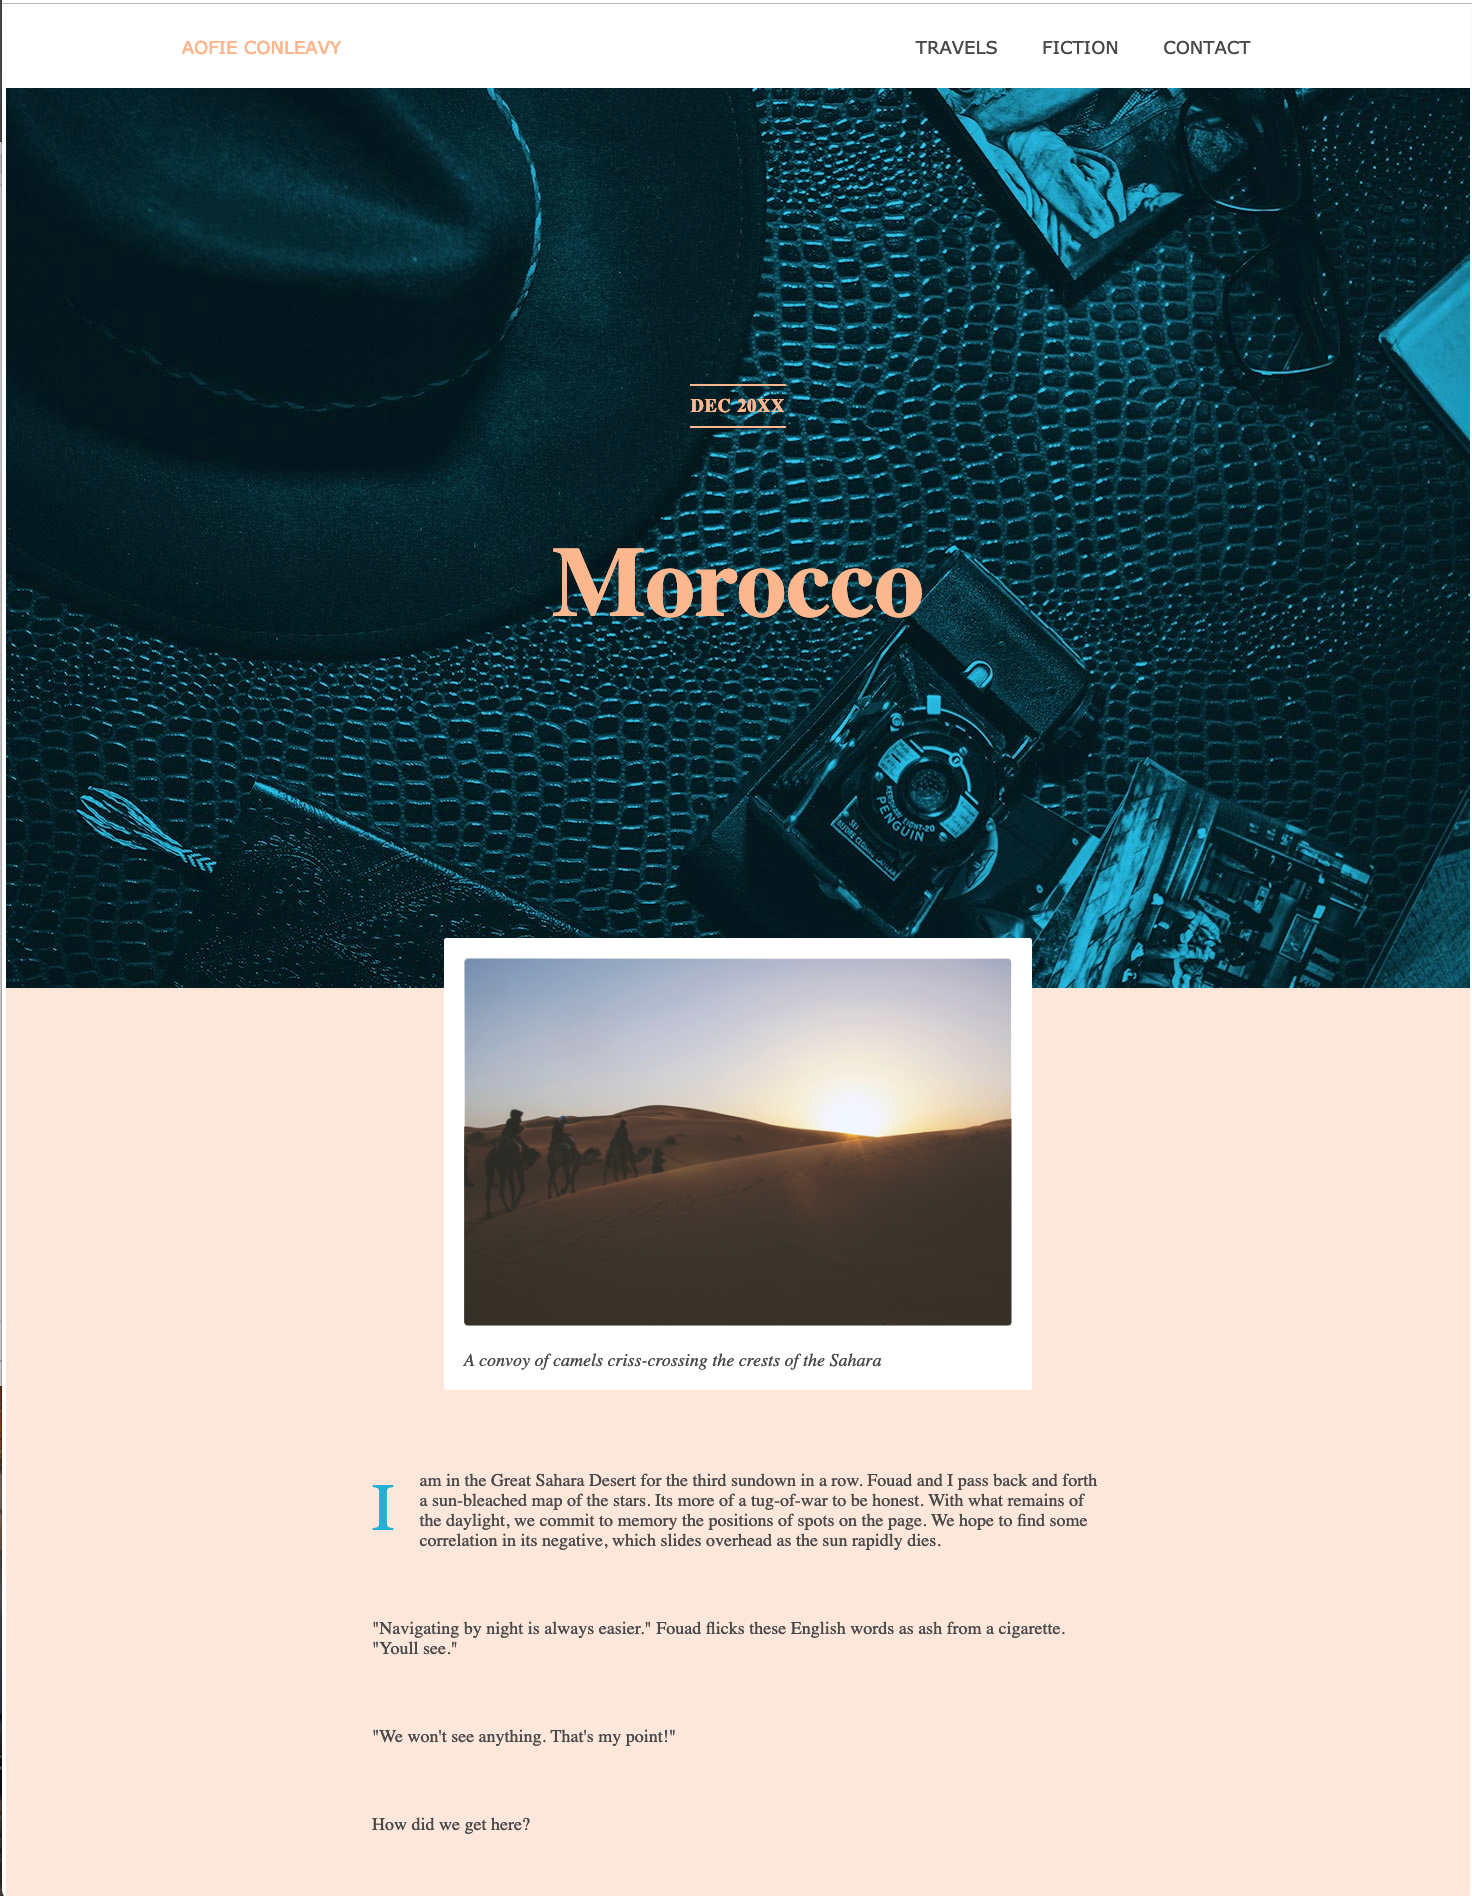 AOFIE CONLEAVY
TRAVELS FICTION CONTACT
DEC 20XX
Morocco
PENGUIN
A convoy of camels criss-crossing the crests of the Sahara
I am in the Great Sahara Desert for the third sundown in a row. Fouad and I pass back and forth
a sun-bleached map of the stars. Its more of a tug-of-war to be honest. With what remains of
the daylight, we commit to memory the positions of spots on the page. We hope to find some
correlation in its negative, which slides overhead as the sun rapidly dies.
"Navigating by night is always easier." Fouad flicks these English words as ash from a cigarette.
"Youll see."
"We won't see anything. That's my point!"
How did we get here?